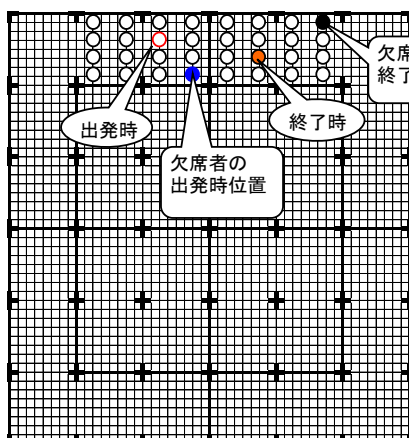 欠席
終了
出発時
終了時
欠席者の
出発時位置